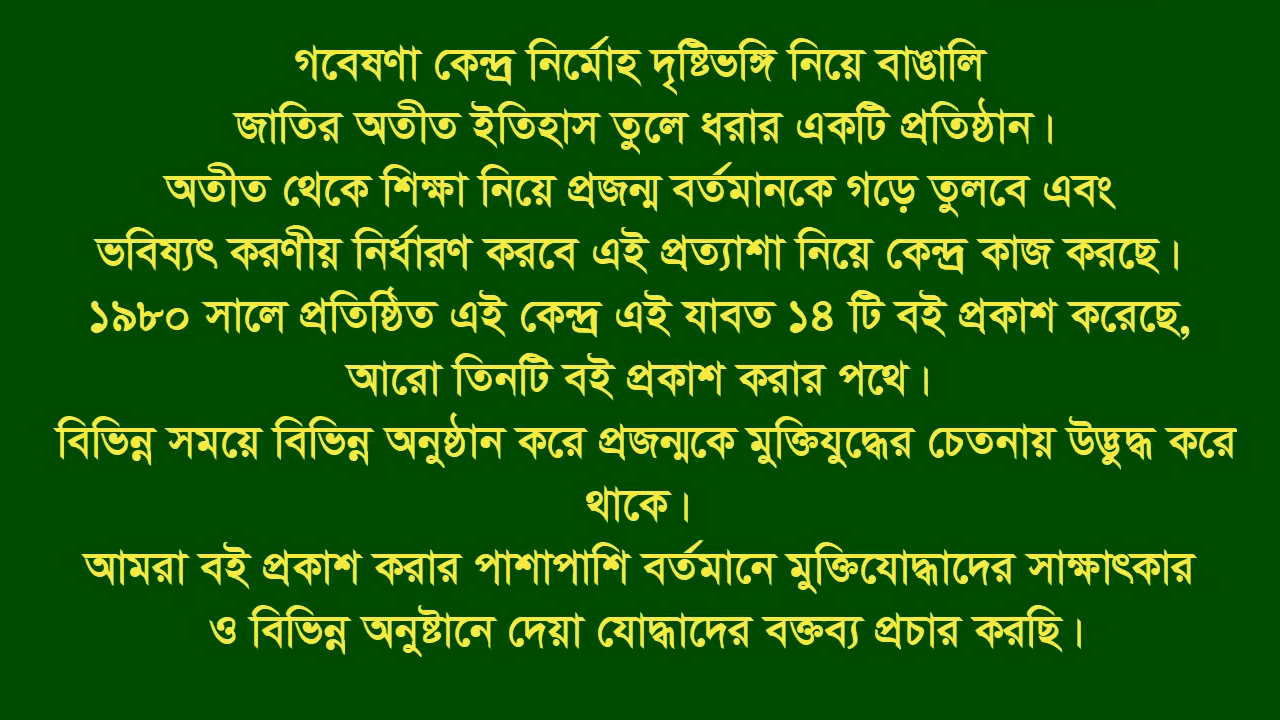 গবেষণা কেন্দ্র নির্মোহ দৃষ্টিভঙ্গি নিয়ে বাঙালি
জাতির অতীত ইতিহাস তুলে ধরার একটি প্রতিষ্ঠান।
অতীত থেকে শিক্ষা নিয়ে প্রজন্ম বর্তমানকে গড়ে তুলবে এবং
ভবিষ্যৎ করণীয় নির্ধারণ করবে এই প্রত্যাশা নিয়ে কেন্দ্র কাজ করছে।
১৯৮০ সালে প্রতিষ্ঠিত এই কেন্দ্র এই যাবত ১৪ টি বই প্রকাশ করেছে,
আরো তিনটি বই প্রকাশ করার পথে।
বিভিন্ন সময়ে বিভিন্ন অনুষ্ঠান করে প্রজন্মকে মুক্তিযুদ্ধের চেতনায় উদ্ভুদ্ধ করে
থাকে।
আমরা বই প্রকাশ করার পাশাপাশি বর্তমানে মুক্তিযোদ্ধাদের সাক্ষাৎকার
ও বিভিন্ন অনুষ্টানে দেয়া যোদ্ধাদের বক্তব্য প্রচার করছি।